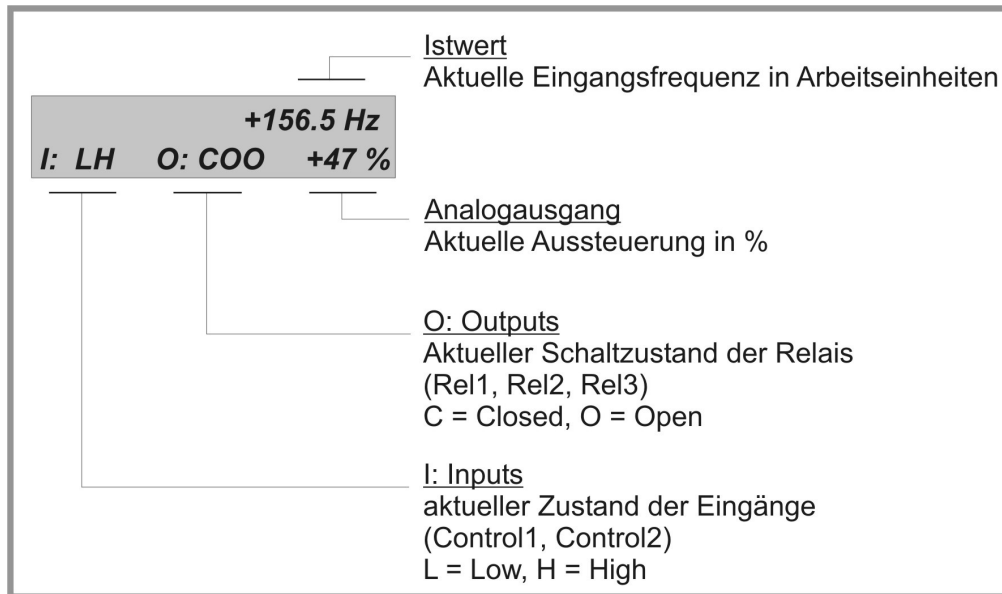 Istwert
Aktuelle Eingangsfrequenz in Arbeitseinheiten
+156.5 Hz
I: LH O: COO +47 %
Analogausgang
Aktuelle Aussteuerung in %
O: Outputs
Aktueller Schaltzustand der Relais
(Rel1, Rel2, Rel3)
C = Closed, O = Open
I: Inputs
aktueller Zustand der Eingänge
(Control1, Control2)
L = Low, H = High